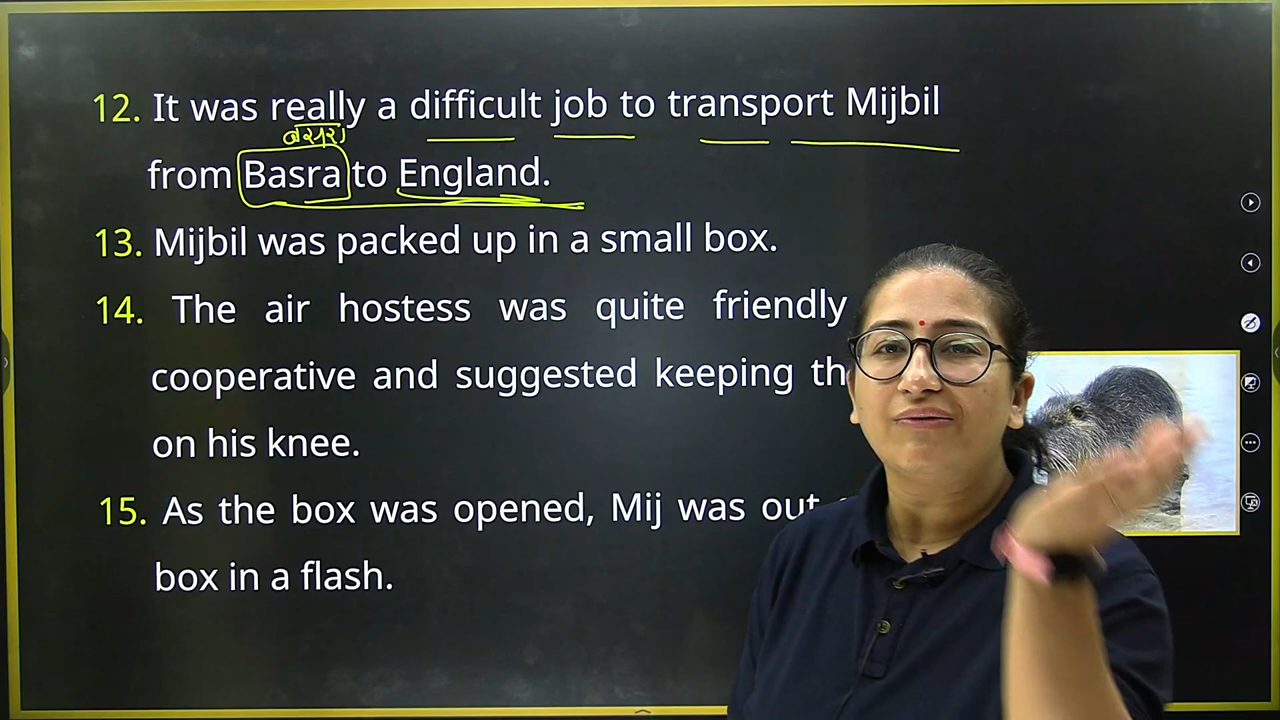 12. It was really a difficult job to transport Mijbil
बसरा
from Basra to England.
13. Mijbil was packed up in a small box.
14. The air hostess was quite friendly
cooperative and suggested keeping th
on his knee.
15. As the box was opened, Mij was out
box in a flash.